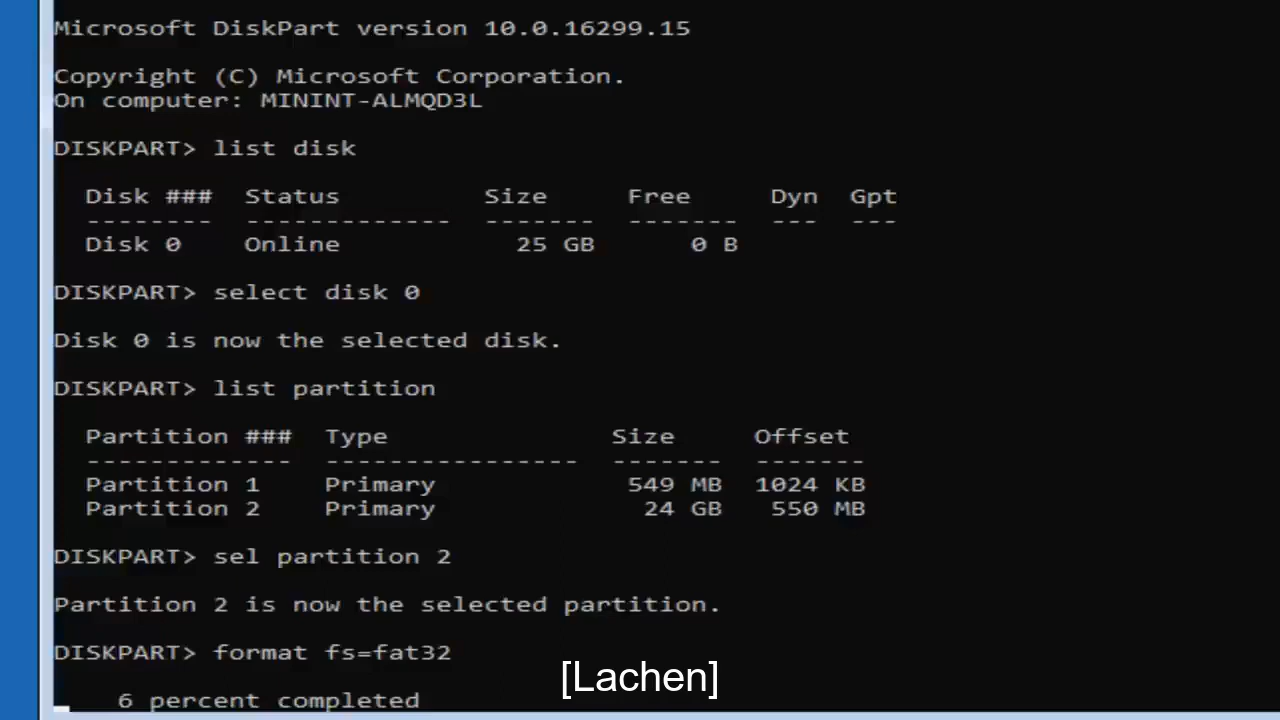 Microsoft DiskPart version 10.0.16299.15
Copyright (C) Microsoft Corporation.
On computer: MININT-ALMQD3L
DISKPART> list disk
Disk ### Status Size Free Dyn Gpt
-------- ------------- ------- ------- --- ---
Disk 0 Online 25 GB 0 B
DISKPART> select disk 0
Disk 0 is now the selected disk.
DISKPART> list partition
Partition ### Type Size Offset
------------- ---------------- ------- -------
Partition 1 Primary 549 MB 1024 KB
Partition 2 Primary 24 GB 550 MB
DISKPART> sel partition 2
Partition 2 is now the selected partition.
DISKPART> format fs=fat32
[Lachen]
6 percent completed